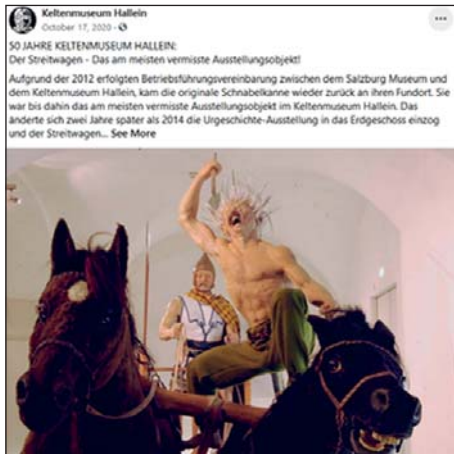 Keltenmuseum Hallein
October 17, 2020 ·
50 JAHRE KELTENMUSEUM HALLEIN:
Der Streitwagen - Das am meisten vermisste Ausstellungsobjekt!
Aufgrund der 2012 erfolgten Betriebsführungsvereinbarung zwischen dem Salzburg Museum und
dem Keltenmuseum Hallein, kam die originale Schnabelkanne wieder zurück an ihren Fundort. Sie
war bis dahin das am meisten vermisste Ausstellungsobjekt im Keltenmuseum Hallein. Das
änderte sich zwei Jahre später als 2014 die Urgeschichte-Ausstellung in das Erdgeschoss einzog
und der Streitwagen... See More